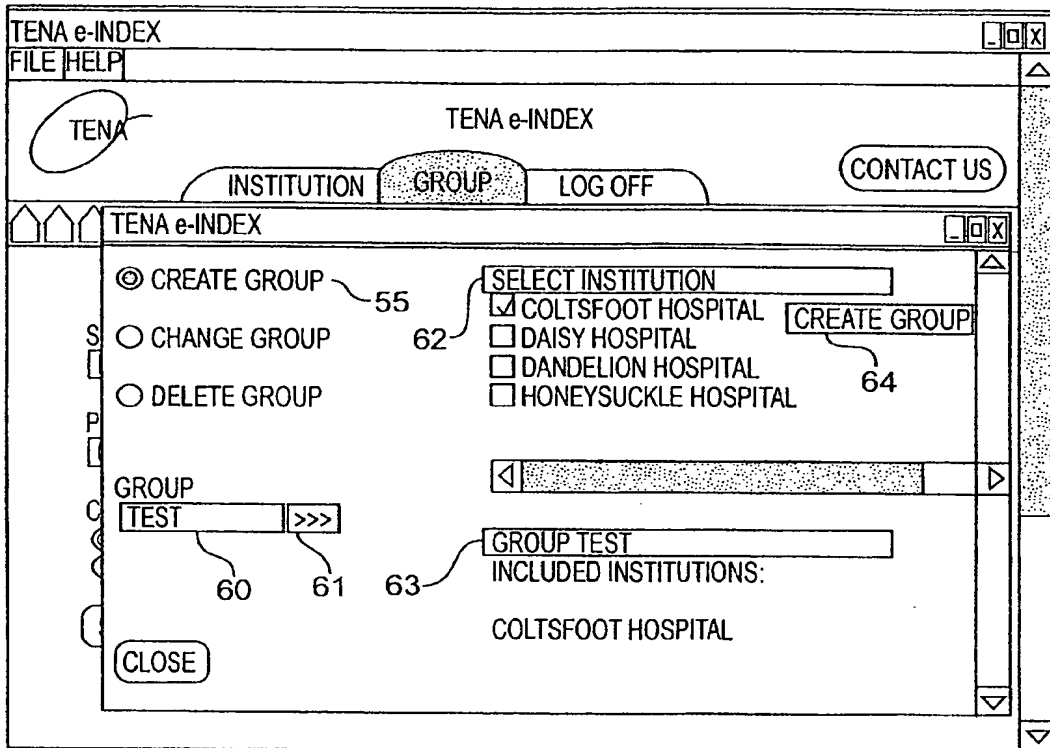 TENA e-INDEX
FILE HELP
TENA
TENA e-INDEX
CONTACT US
INSTITUTION GROUP LOG OFF
TENA e-INDEX
CREATE GROUP 55
CHANGE GROUP
DELETE GROUP
SELECT INSTITUTION
COLTSFOOT HOSPITAL
DAISY HOSPITAL
DANDELION HOSPITAL
HONEYSUCKLE HOSPITAL
62
CREATE GROUP
64
S
P
C
GROUP
TEST >>>
60 61
63
GROUP TEST
INCLUDED INSTITUTIONS:
COLTSFOOT HOSPITAL
CLOSE